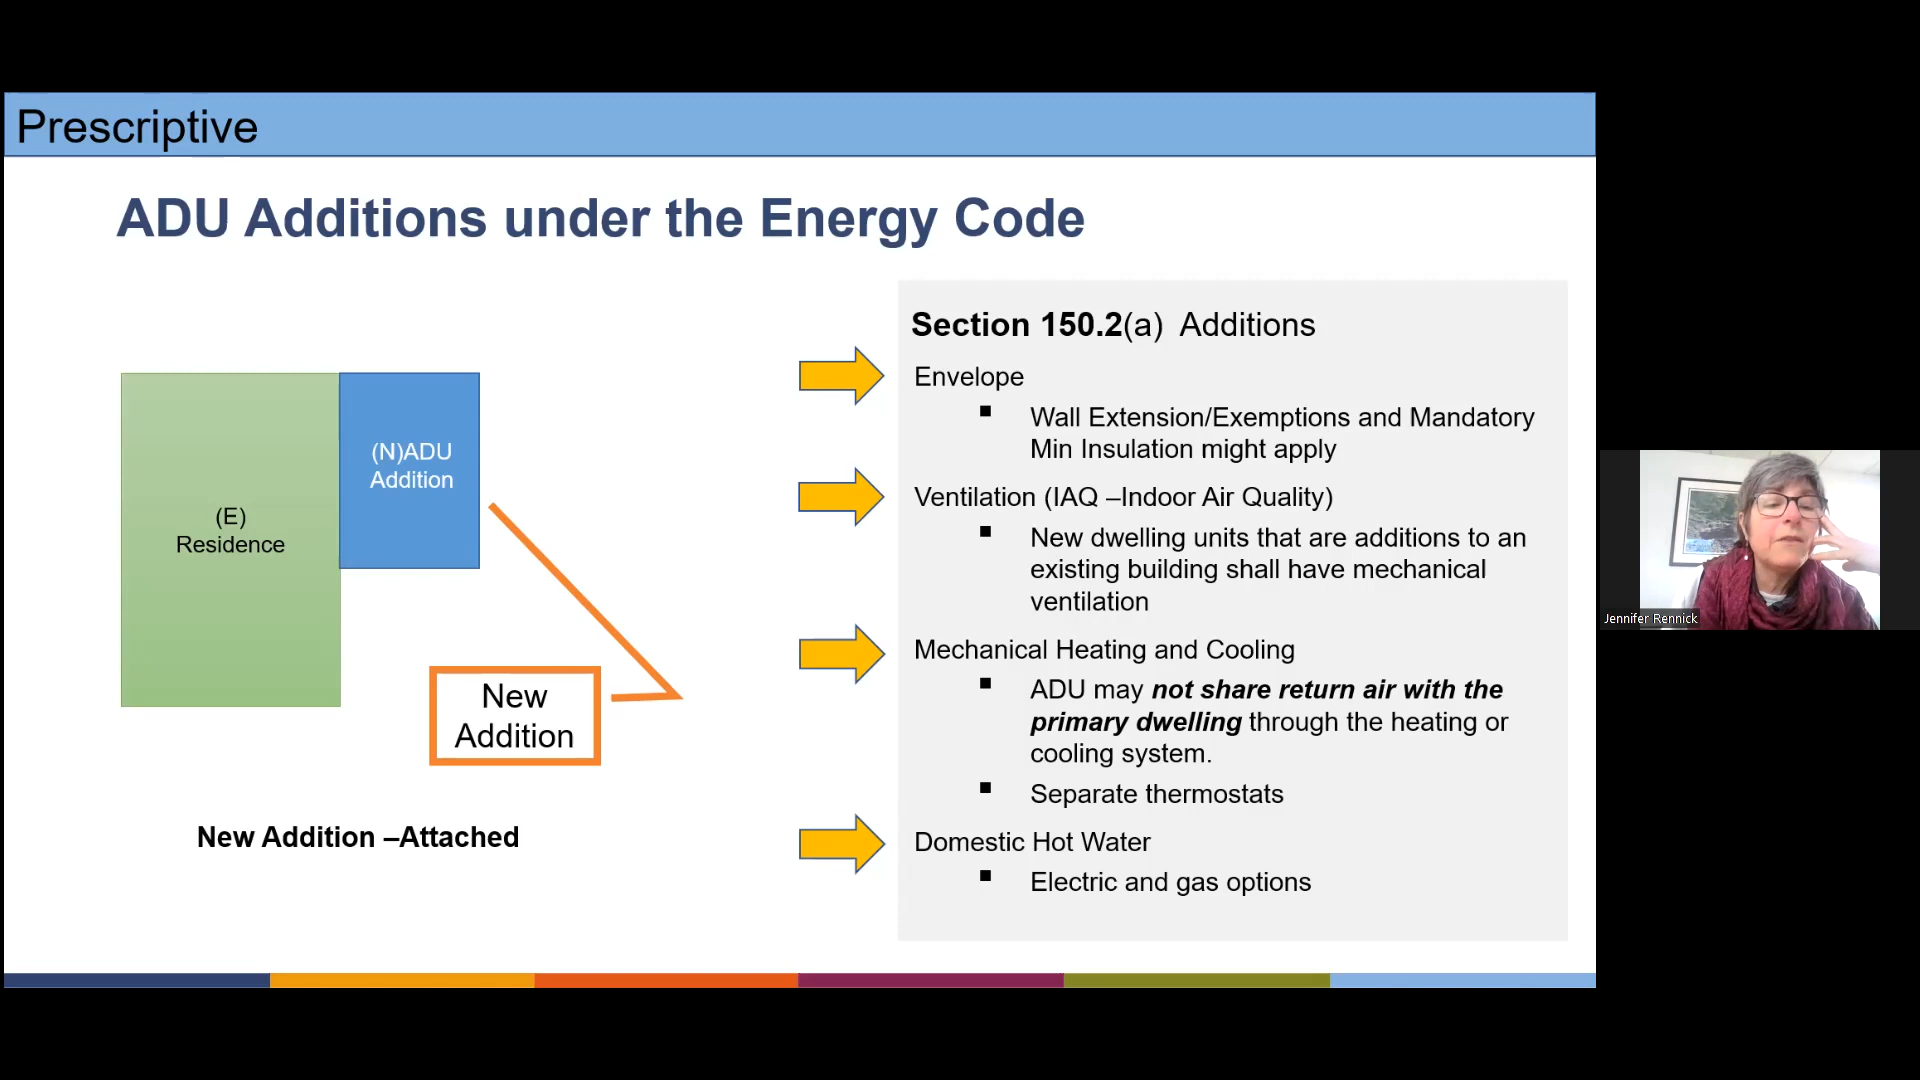 Prescriptive
ADU Additions under the Energy Code
(E)
Residence
(N)ADU
Addition
New
Addition
New Addition –Attached
Section 150.2(a) Additions
Envelope
▪ Wall Extension/Exemptions and Mandatory
Min Insulation might apply
Ventilation (IAQ –Indoor Air Quality)
▪ New dwelling units that are additions to an
existing building shall have mechanical
ventilation
Mechanical Heating and Cooling
▪ ADU may not share return air with the
primary dwelling through the heating or
cooling system.
▪ Separate thermostats
Domestic Hot Water
▪ Electric and gas options
Jennifer Rennick